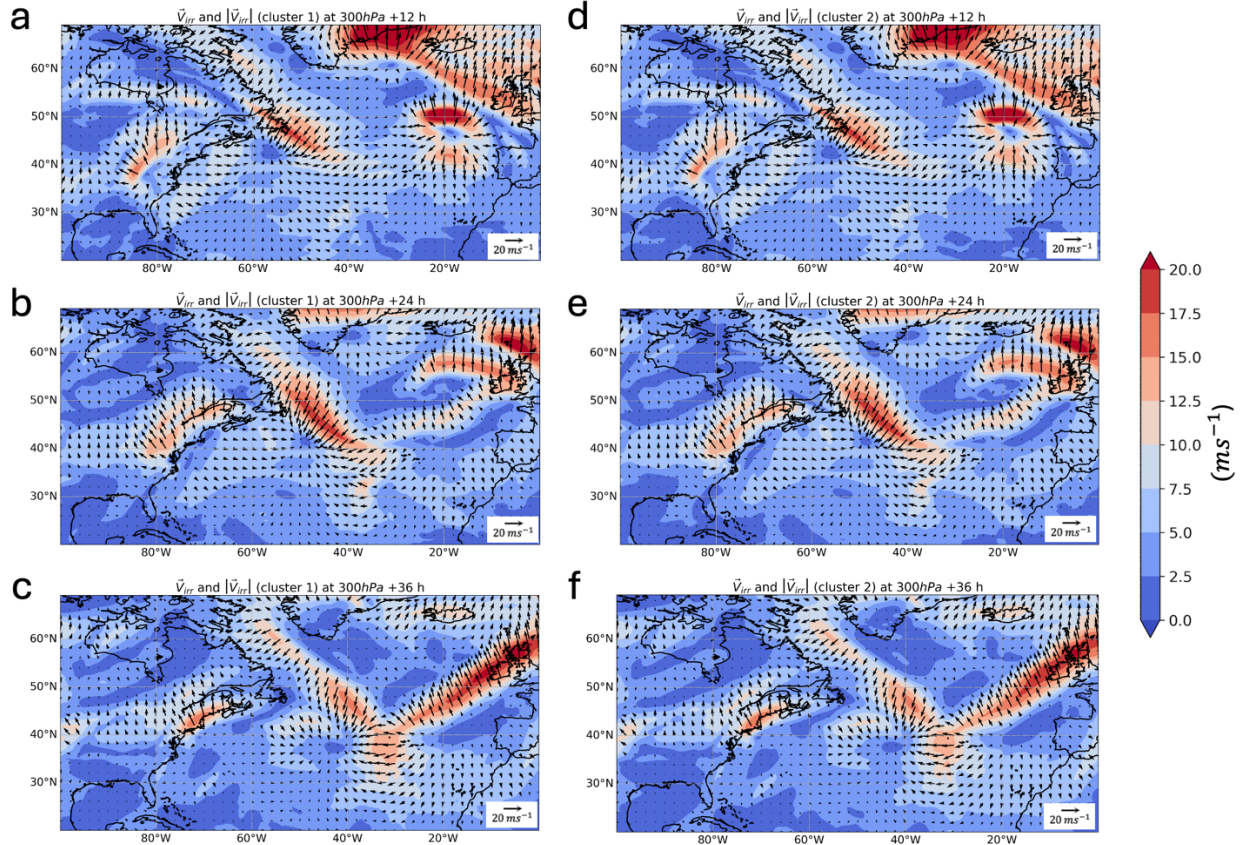 a
V⃗irr and |V⃗irr| (cluster 1) at 300hPa +12 h
60°N
50°N
40°N
30°N
80°W 60°W 40°W 20°W
20 ms⁻¹
d
V⃗irr and |V⃗irr| (cluster 2) at 300hPa +12 h
60°N
50°N
40°N
30°N
80°W 60°W 40°W 20°W
20 ms⁻¹
b
V⃗irr and |V⃗irr| (cluster 1) at 300hPa +24 h
60°N
50°N
40°N
30°N
80°W 60°W 40°W 20°W
20 ms⁻¹
e
V⃗irr and |V⃗irr| (cluster 2) at 300hPa +24 h
60°N
50°N
40°N
30°N
80°W 60°W 40°W 20°W
20 ms⁻¹
c
V⃗irr and |V⃗irr| (cluster 1) at 300hPa +36 h
60°N
50°N
40°N
30°N
80°W 60°W 40°W 20°W
20 ms⁻¹
f
V⃗irr and |V⃗irr| (cluster 2) at 300hPa +36 h
60°N
50°N
40°N
30°N
80°W 60°W 40°W 20°W
20 ms⁻¹
20.0
17.5
15.0
12.5
10.0
7.5
5.0
2.5
0.0
(ms⁻¹)